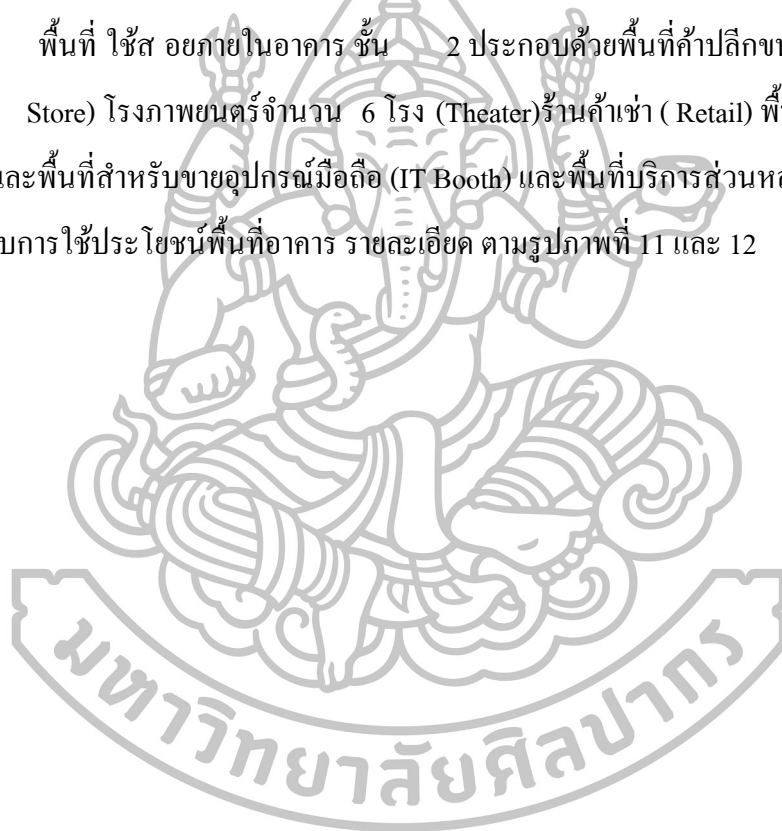 พื้นที่ ใช้ส อยภายในอาคาร ชั้น 2 ประกอบด้วยพื้นที่ค้าปลีก
Store) โรงภาพยนตร์จำนวน 6 โรง (Theater)ร้านค้าเช่า ( Retail)
และพื้นที่สำหรับขายอุปกรณ์มือถือ (IT Booth) และพื้นที่บริการส่วน
การใช้ประโยชน์พื้นที่อาคาร รายละเอียด ตามรูปภาพที่ 11 และ 12
มหาวิทยาลัยศิลปากร